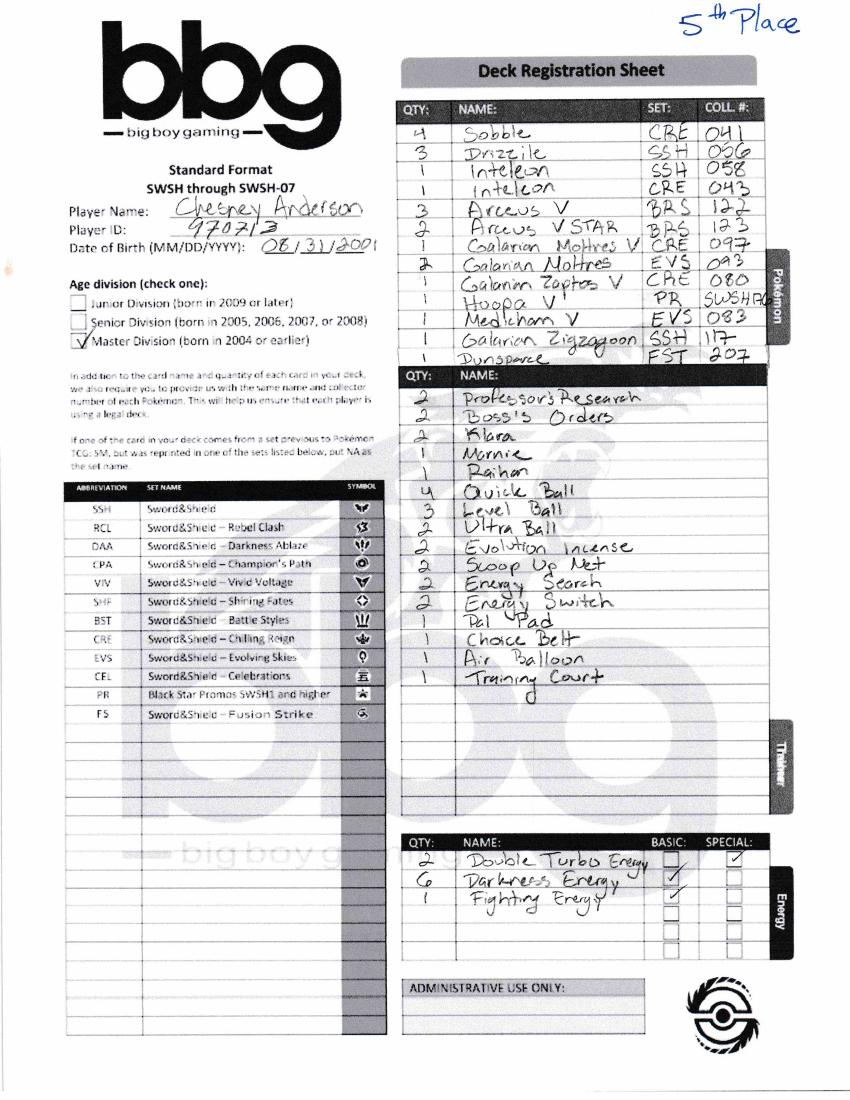 5th Place
bbg
big boy gaming
Standard Format
SWSH through SWSH-07
Player Name: Chesney Anderson
Player ID: 970713
Date of Birth (MM/DD/YYYY): 08/31/2001
Age division (check one):
Junior Division (born in 2009 or later)
Senior Division (born in 2005, 2006, 2007, or 2008)
Master Division (born in 2004 or earlier)
In addition to the card name and quantity of each card in your deck,
we also require you to provide us with the same name and collector
number of each Pokémon. This will help us ensure that each player is
using a legal deck.
If one of the card in your deck comes from a set previous to Pokémon
TCG: SM, but was reprinted in one of the sets listed below, put NA as
the set name.
ABBREVIATION SET NAME SYMBOL
SSH Sword&Shield
RCL Sword&Shield – Rebel Clash
DAA Sword&Shield – Darkness Ablaze
CPA Sword&Shield – Champion's Path
VIV Sword&Shield – Vivid Voltage
SHF Sword&Shield – Shining Fates
BST Sword&Shield – Battle Styles
CRE Sword&Shield – Chilling Reign
EVS Sword&Shield – Evolving Skies
CEL Sword&Shield – Celebrations
PR Black Star Promos SWSH1 and higher
FS Sword&Shield – Fusion Strike
Deck Registration Sheet
QTY: NAME: SET: COLL. #:
4 Sobble CRE 041
3 Drizzile SSH 056
1 Inteleon SSH 058
1 Inteleon CRE 043
3 Arceus V BRS 122
2 Arceus V STAR BRS 123
1 Galarian Moltres V CRE 097
2 Galarian Moltres EVS 093
1 Galarian Zaptos V CRE 080
1 Hoopa V PR
1 Medicham V EVS 083
1 Galarian Zigzagoon SSH 117
1 Dunsparce FST 207
Pokémon
QTY: NAME:
2 Professor's Research
2 Boss's Orders
2 Klara
1 Marnie
1 Raihan
4 Quick Ball
3 Level Ball
2 Ultra Ball
2 Evolution Incense
2 Scoop Up Net
2 Energy Search
2 Energy Switch
1 Pal Pad
1 Choice Belt
1 Air Balloon
1 Training Court
Trainer
QTY: NAME: BASIC: SPECIAL:
2 Double Turbo Energy
6 Darkness Energy
1 Fighting Energy
Energy
ADMINISTRATIVE USE ONLY:
bbg
big boy gaming